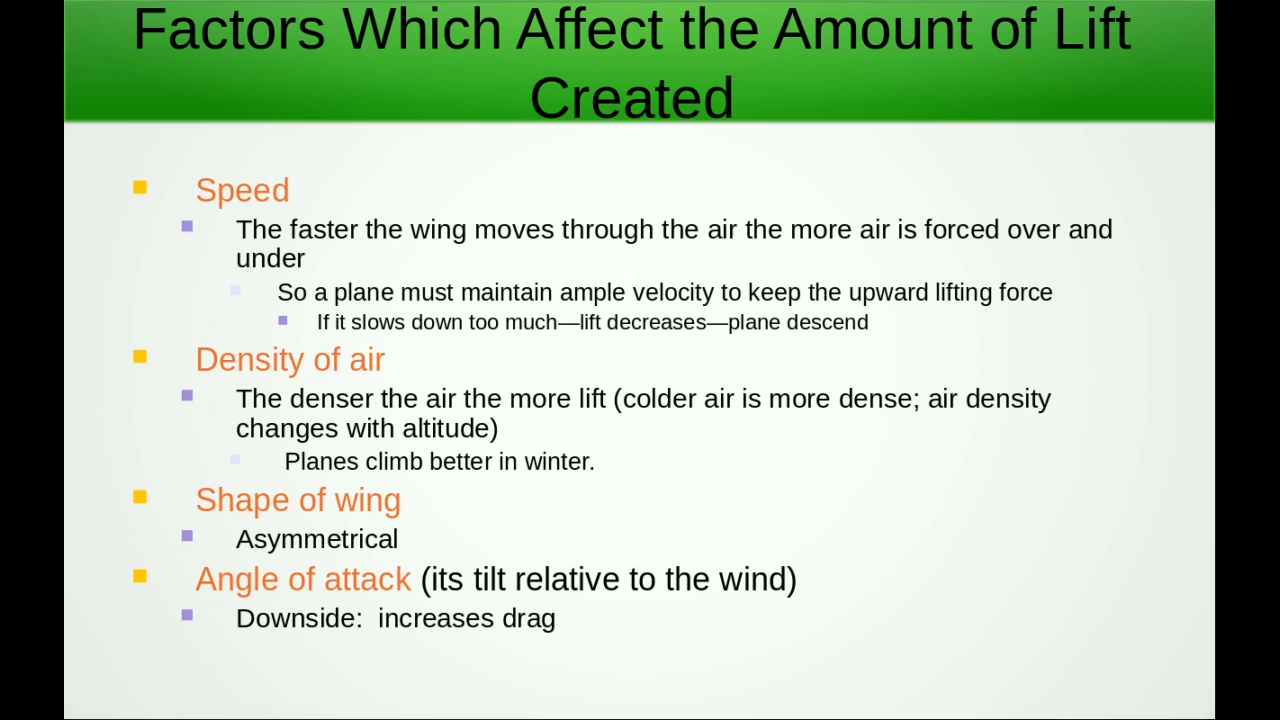 Factors Which Affect the Amount of Lift
Created
Speed
The faster the wing moves through the air the more air is forced over and
under
So a plane must maintain ample velocity to keep the upward lifting force
If it slows down too much—lift decreases—plane descend
Density of air
The denser the air the more lift (colder air is more dense; air density
changes with altitude)
Planes climb better in winter.
Shape of wing
Asymmetrical
Angle of attack (its tilt relative to the wind)
Downside:  increases drag